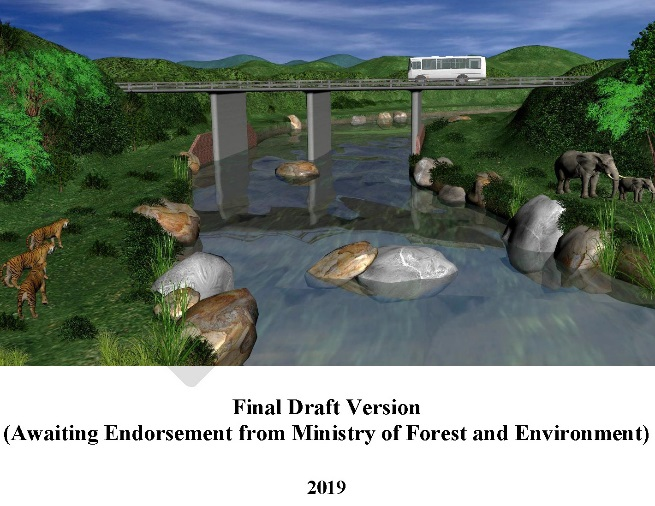 Final Draft Version
(Awaiting Endorsement from Ministry of Forest and Environment)
2019